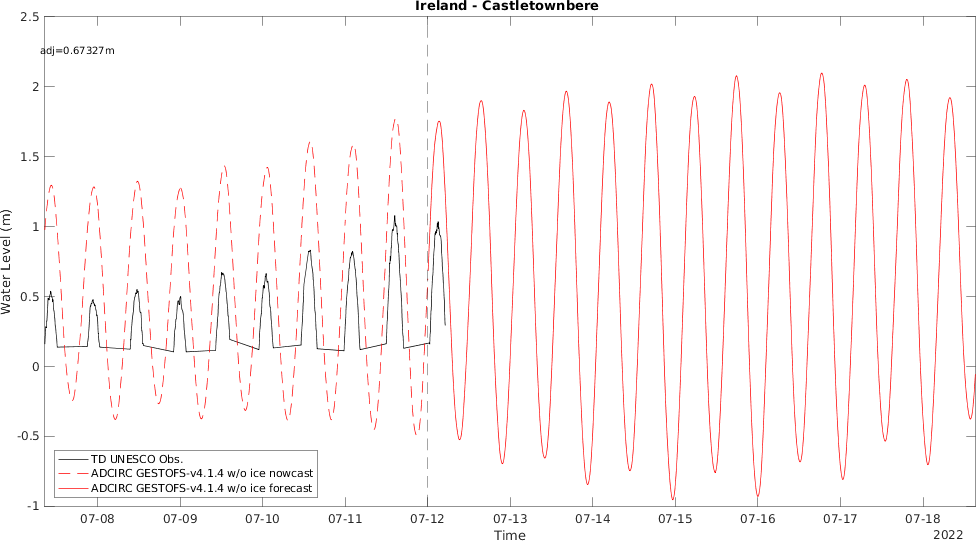 Ireland - Castletownbere
adj=0.67327m
2.5
2
1.5
1
0.5
0
-0.5
-1
Water Level (m)
TD UNESCO Obs.
ADCIRC GESTOFS-v4.1.4 w/o ice nowcast
ADCIRC GESTOFS-v4.1.4 w/o ice forecast
07-08 07-09 07-10 07-11 07-12 07-13 07-14 07-15 07-16 07-17 07-18
Time
2022